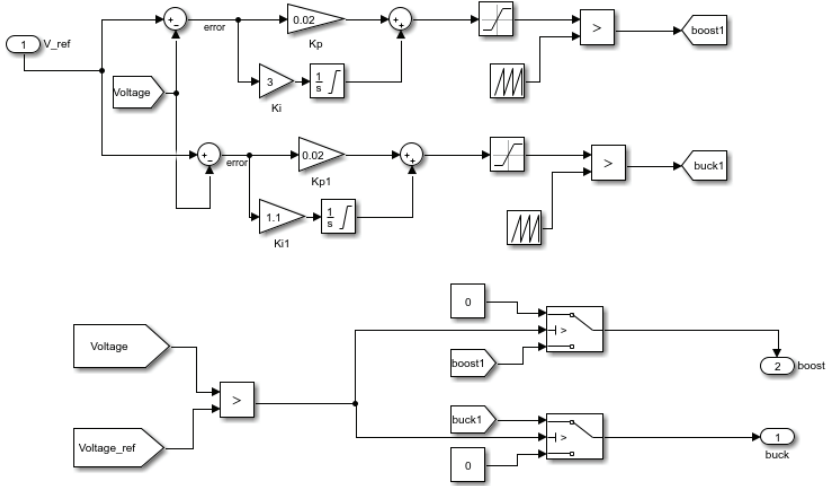 1
V_ref
+
−
error
0.02
Kp
+
+
>
boost1
3
Ki
1
s
Voltage
+
−
error
0.02
Kp1
+
+
>
buck1
1.1
Ki1
1
s
Voltage
Voltage_ref
>
0
boost1
>
2
boost
buck1
0
>
1
buck